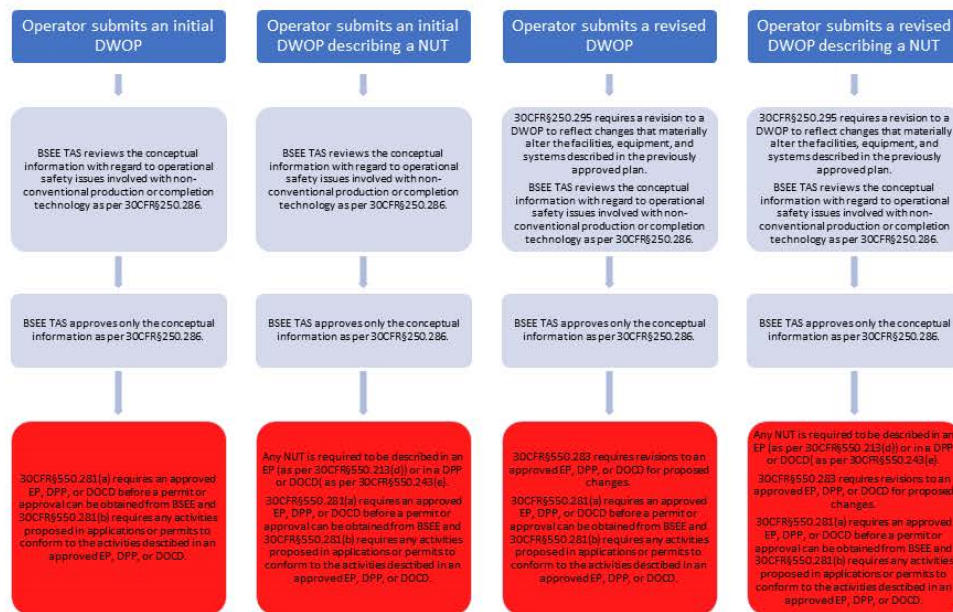 Operator submits an initial
DWOP
BSEE TAS reviews the conceptual
information with regard to operational
safety issues involved with non-
conventional production or completion
technology as per 30CFR§250.286.
BSEE TAS approves only the conceptual
information as per 30CFR§250.286.
30CFR§550.281(a) requires an approved
EP, DPP, or DOCD before a permit or
approval can be obtained from BSEE and
30CFR§550.281(b) requires any activities
proposed in applications or permits to
conform to the activities described in an
approved EP, DPP, or DOCD.
Operator submits an initial
DWOP describing a NUT
BSEE TAS reviews the conceptual
information with regard to operational
safety issues involved with non-
conventional production or completion
technology as per 30CFR§250.286.
BSEE TAS approves only the conceptual
information as per 30CFR§250.286.
Any NUT is required to be described in an
EP (as per 30CFR§550.213(d)) or in a DPP
or DOCD( as per 30CFR§550.243(e).
30CFR§550.281(a) requires an approved
EP, DPP, or DOCD before a permit or
approval can be obtained from BSEE and
30CFR§550.281(b) requires any activities
proposed in applications or permits to
conform to the activities described in an
approved EP, DPP, or DOCD.
Operator submits a revised
DWOP
30CFR§250.295 requires a revision to a
DWOP to reflect changes that materially
alter the facilities, equipment, and
systems described in the previously
approved plan.
BSEE TAS reviews the conceptual
information with regard to operational
safety issues involved with non-
conventional production or completion
technology as per 30CFR§250.286.
BSEE TAS approves only the conceptual
information as per 30CFR§250.286.
30CFR§550.283 requires revisions to an
approved EP, DPP, or DOCD for proposed
changes.
30CFR§550.281(a) requires an approved
EP, DPP, or DOCD before a permit or
approval can be obtained from BSEE and
30CFR§550.281(b) requires any activities
proposed in applications or permits to
conform to the activities described in an
approved EP, DPP, or DOCD.
Operator submits a revised
DWOP describing a NUT
30CFR§250.295 requires a revision to a
DWOP to reflect changes that materially
alter the facilities, equipment, and
systems described in the previously
approved plan.
BSEE TAS reviews the conceptual
information with regard to operational
safety issues involved with non-
conventional production or completion
technology as per 30CFR§250.286.
BSEE TAS approves only the conceptual
information as per 30CFR§250.286.
Any NUT is required to be described in an
EP (as per 30CFR§550.213(d)) or in a DPP
or DOCD( as per 30CFR§550.243(e).
30CFR§550.283 requires revisions to an
approved EP, DPP, or DOCD for proposed
changes.
30CFR§550.281(a) requires an approved
EP, DPP, or DOCD before a permit or
approval can be obtained from BSEE and
30CFR§550.281(b) requires any activities
proposed in applications or permits to
conform to the activities described in an
approved EP, DPP, or DOCD.